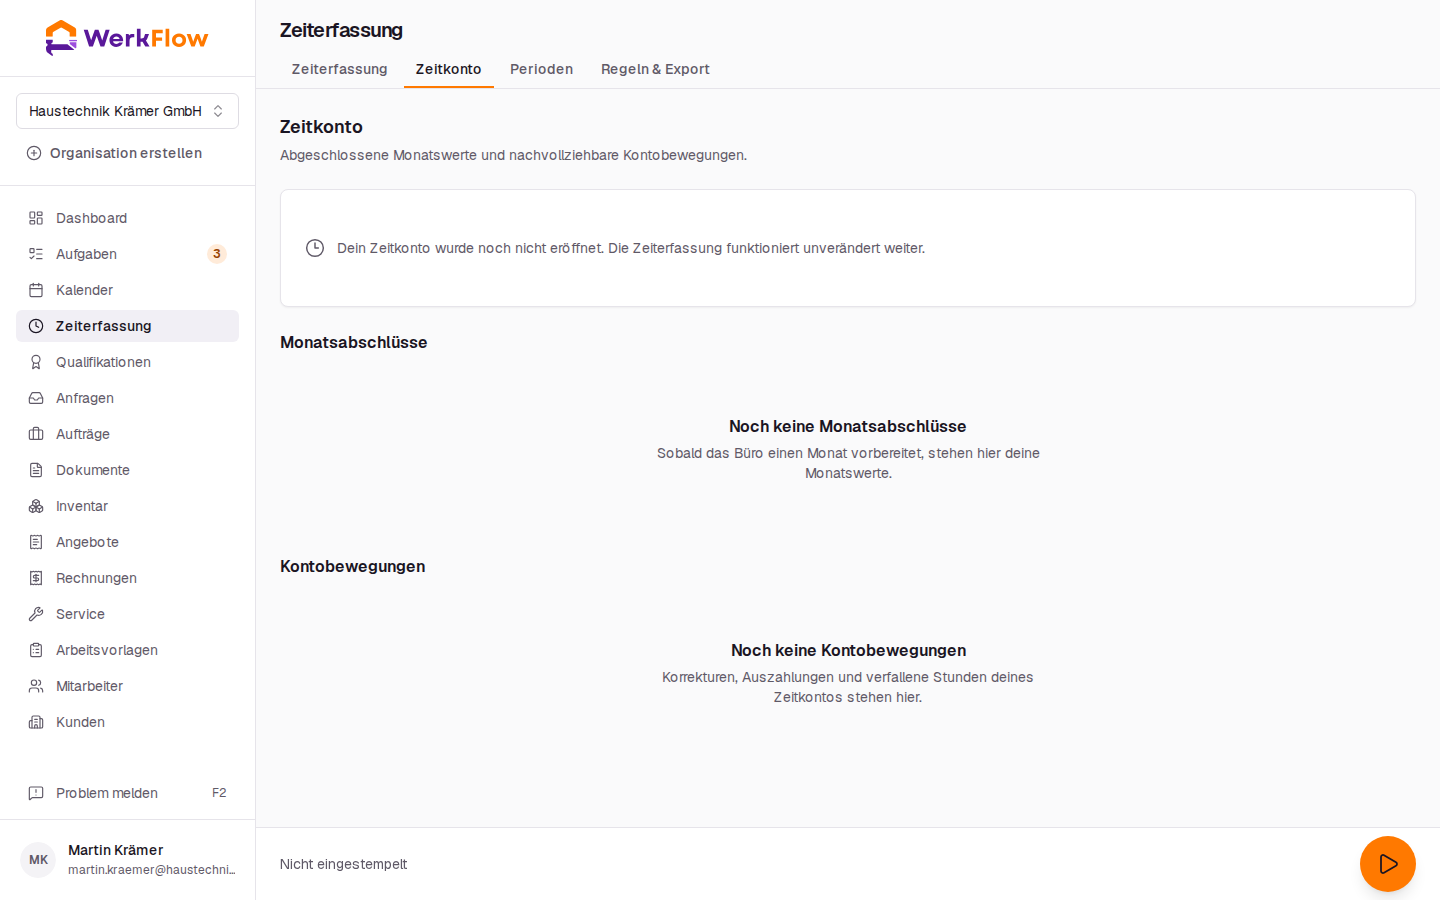 WerkFlow
Haustechnik Krämer GmbH
Organisation erstellen
Dashboard
Aufgaben 3
Kalender
Zeiterfassung
Qualifikationen
Anfragen
Aufträge
Dokumente
Inventar
Angebote
Rechnungen
Service
Arbeitsvorlagen
Mitarbeiter
Kunden
Problem melden F2
MK
Martin Krämer
martin.kraemer@haustechni...
Zeiterfassung
Zeiterfassung Zeitkonto Perioden Regeln & Export
Zeitkonto
Abgeschlossene Monatswerte und nachvollziehbare Kontobewegungen.
Dein Zeitkonto wurde noch nicht eröffnet. Die Zeiterfassung funktioniert unverändert weiter.
Monatsabschlüsse
Noch keine Monatsabschlüsse
Sobald das Büro einen Monat vorbereitet, stehen hier deine
Monatswerte.
Kontobewegungen
Noch keine Kontobewegungen
Korrekturen, Auszahlungen und verfallene Stunden deines
Zeitkontos stehen hier.
Nicht eingestempelt